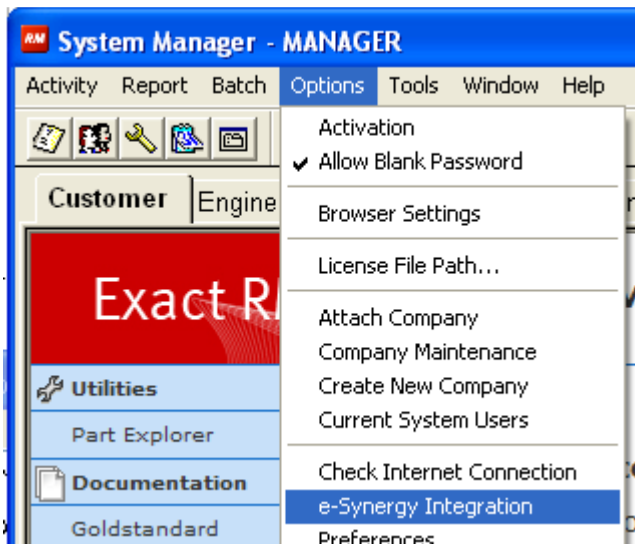 RM System Manager - MANAGER
Activity Report Batch Options Tools Window Help
Activation
Allow Blank Password
Browser Settings
License File Path...
Attach Company
Company Maintenance
Create New Company
Current System Users
Check Internet Connection
e-Synergy Integration
Preferences
Customer Engine
Exact R
Utilities
Part Explorer
Documentation
Goldstandard